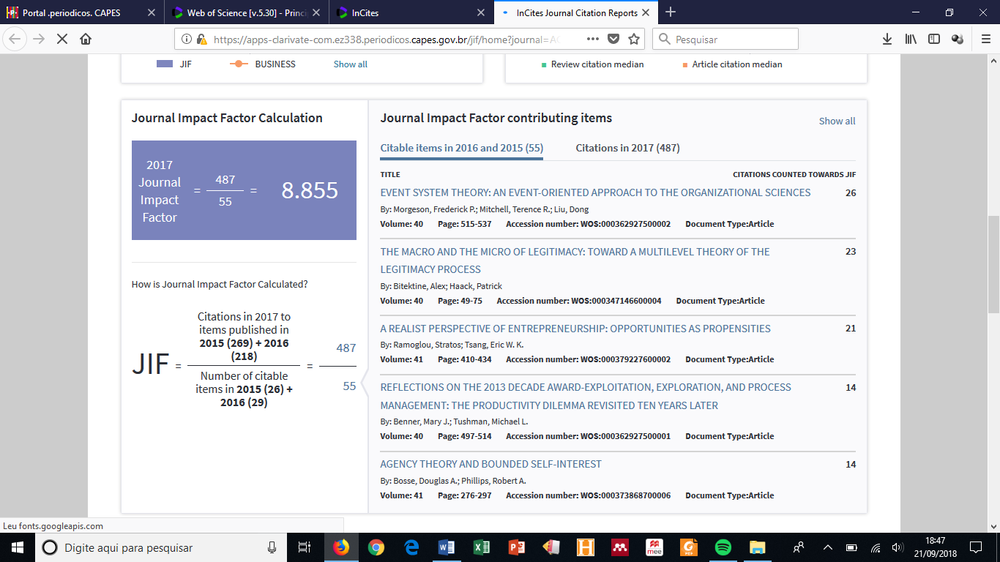 Portal .periodicos. CAPES
Web of Science [v.5.30] - Princi
InCites
InCites Journal Citation Reports
https://apps-clarivate-com.ez338.periodicos.capes.gov.br/jif/home?journal=AC
Pesquisar
JIF
BUSINESS
Show all
Review citation median
Article citation median
Journal Impact Factor Calculation
2017
Journal
Impact
Factor
= 487
55
= 8.855
How is Journal Impact Factor Calculated?
JIF =
Citations in 2017 to
items published in
2015 (269) + 2016
(218)
Number of citable
items in 2015 (26) +
2016 (29)
= 487
55
Journal Impact Factor contributing items
Show all
Citable items in 2016 and 2015 (55)
Citations in 2017 (487)
TITLE
CITATIONS COUNTED TOWARDS JIF
EVENT SYSTEM THEORY: AN EVENT-ORIENTED APPROACH TO THE ORGANIZATIONAL SCIENCES 26
By: Morgeson, Frederick P.; Mitchell, Terence R.; Liu, Dong
Volume: 40 Page: 515-537 Accession number: WOS:000362927500002 Document Type:Article
THE MACRO AND THE MICRO OF LEGITIMACY: TOWARD A MULTILEVEL THEORY OF THE 23
LEGITIMACY PROCESS
By: Bitektine, Alex; Haack, Patrick
Volume: 40 Page: 49-75 Accession number: WOS:000347146600004 Document Type:Article
A REALIST PERSPECTIVE OF ENTREPRENEURSHIP: OPPORTUNITIES AS PROPENSITIES 21
By: Ramoglou, Stratos; Tsang, Eric W. K.
Volume: 41 Page: 410-434 Accession number: WOS:000379227600002 Document Type:Article
REFLECTIONS ON THE 2013 DECADE AWARD-EXPLOITATION, EXPLORATION, AND PROCESS 14
MANAGEMENT: THE PRODUCTIVITY DILEMMA REVISITED TEN YEARS LATER
By: Benner, Mary J.; Tushman, Michael L.
Volume: 40 Page: 497-514 Accession number: WOS:000362927500001 Document Type:Article
AGENCY THEORY AND BOUNDED SELF-INTEREST 14
By: Bosse, Douglas A.; Phillips, Robert A.
Volume: 41 Page: 276-297 Accession number: WOS:000373868700006 Document Type:Article
Leu fonts.googleapis.com
Digite aqui para pesquisar
18:47
21/09/2018